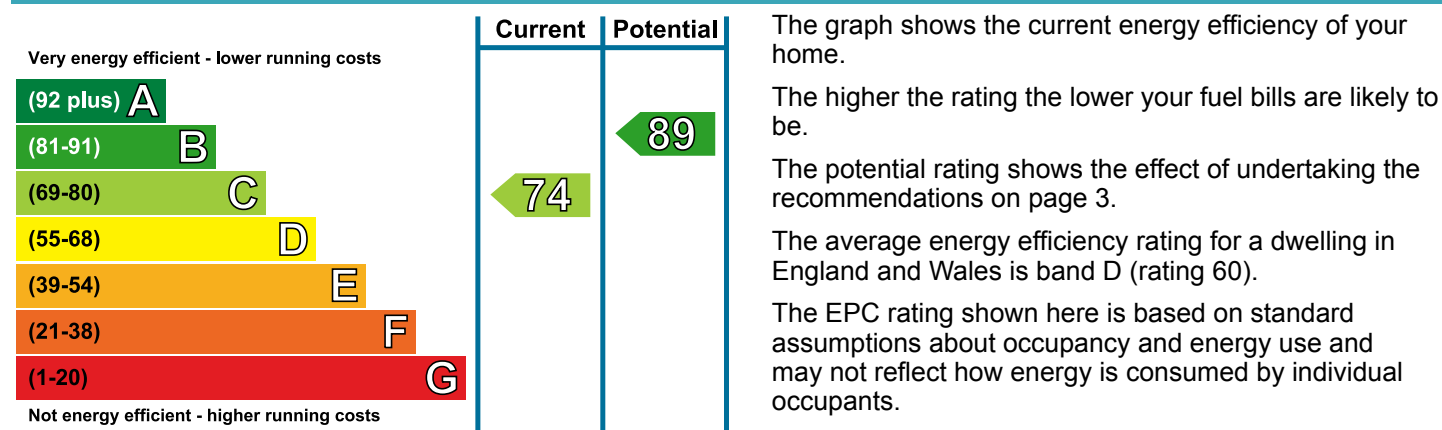 Current Potential
Very energy efficient - lower running costs
(92 plus) A
(81-91) B
89
(69-80) C
74
(55-68) D
(39-54) E
(21-38) F
(1-20) G
Not energy efficient - higher running costs
The graph shows the current energy efficiency of your
home.
The higher the rating the lower your fuel bills are likely to
be.
The potential rating shows the effect of undertaking the
recommendations on page 3.
The average energy efficiency rating for a dwelling in
England and Wales is band D (rating 60).
The EPC rating shown here is based on standard
assumptions about occupancy and energy use and
may not reflect how energy is consumed by individual
occupants.